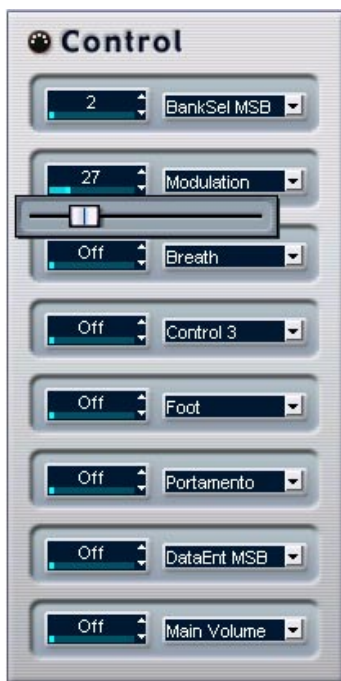 Control
2 BankSel MSB
27 Modulation
Off Breath
Off Control 3
Off Foot
Off Portamento
Off DataEnt MSB
Off Main Volume